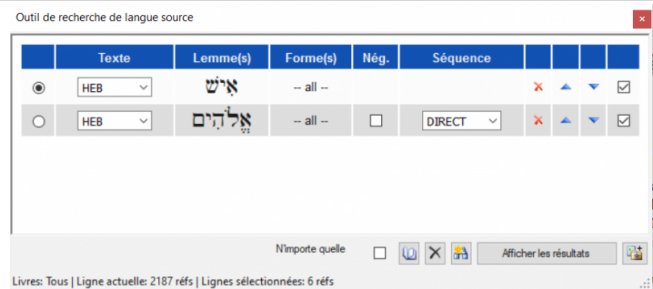 Outil de recherche de langue source
Texte Lemme(s) Forme(s) Nég. Séquence
HEB אִישׁ -- all --
HEB אֱלֹהִים -- all -- DIRECT
N'importe quelle Afficher les résultats
Livres: Tous | Ligne actuelle: 2187 réfs | Lignes sélectionnées: 6 réfs